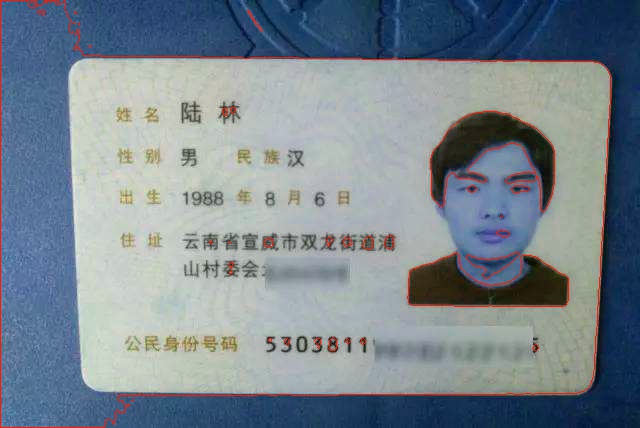 姓名 陆林
性别 男 民族 汉
出生 1988 年 8 月 6 日
住址 云南省宣威市双龙街道浦
山村委会
公民身份号码 5303811